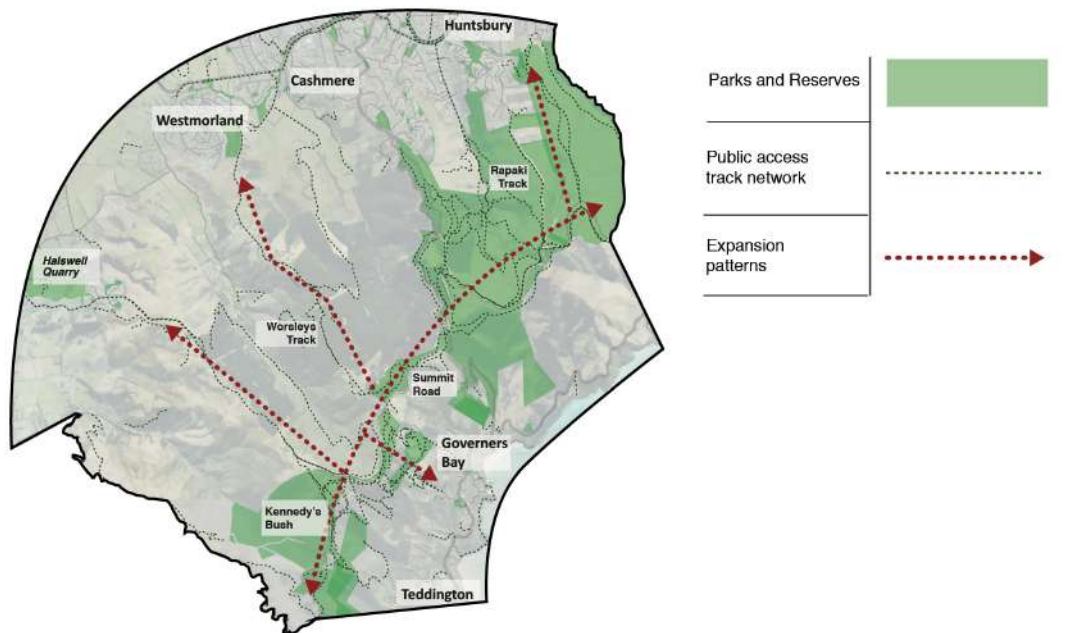 Huntsbury
Cashmere
Westmorland
Rapaki
Track
Halswell
Quarry
Worsleys
Track
Summit
Road
Governers
Bay
Kennedy's
Bush
Teddington
Parks and Reserves
Public access
track network
Expansion
patterns